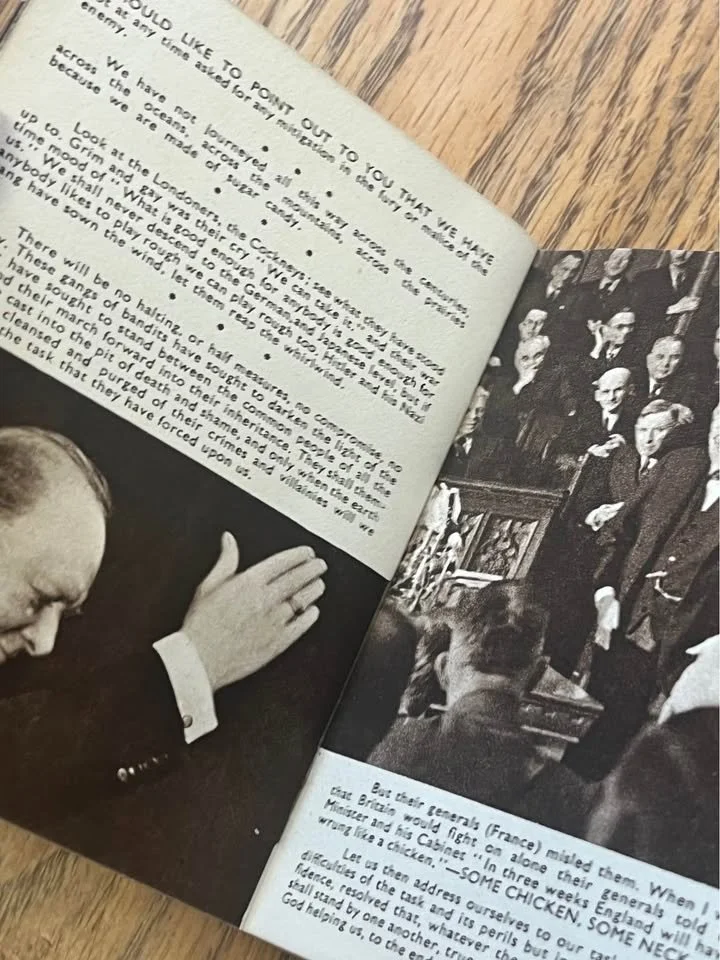 OULD LIKE TO POINT OUT TO YOU THAT WE HAVE
ot at any time asked for any mitigation in the fury or malice of the
enemy."
We have not journeyed all this way across the centuries,
across the oceans, across the mountains, across the prairies
because we are made of sugar candy.
Look at the Londoners, the Cockneys; see what they have stood
up to. Grim and gay was their cry "We can take it," and their war
time mood of "What is good enough for anybody is good enough for
us." We shall never descend to the German and Japanese level, but if
anybody likes to play rough we can play rough too. Hitler and his Nazi
ang have sown the wind, let them reap the whirlwind.
There will be no halting, or half measures, no compromise, no
y. These gangs of bandits have sought to darken the light of the
have sought to stand between the common people of all the
d their march forward into their inheritance. They shall them-
cast into the pit of death and shame, and only when the earth
cleansed and purged of their crimes and villainies will we
the task that they have forced upon us.
But their generals (France) misled them. When I w
that Britain would fight on alone their generals told
Minister and his Cabinet "In three weeks England will ha
wrung like a chicken."—SOME CHICKEN, SOME NECK
Let us then address ourselves to our tas
difficulties of the task and its perils but in
fidence, resolved that, whatever the
shall stand by one another, true
God helping us, to the end